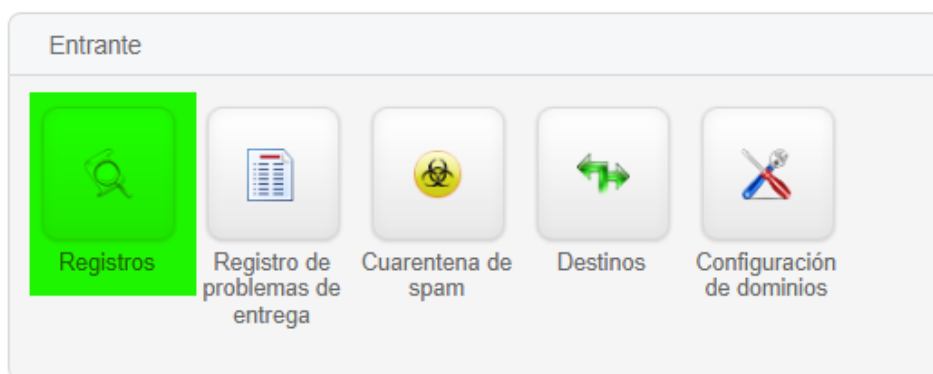 Entrante
Registros
Registro de
problemas de
entrega
Cuarentena de
spam
Destinos
Configuración
de dominios